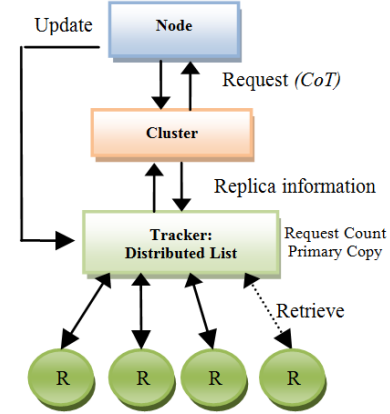 Update
Node
Request (CoT)
Cluster
Replica information
Tracker:
Distributed List
Request Count
Primary Copy
Retrieve
R
R
R
R